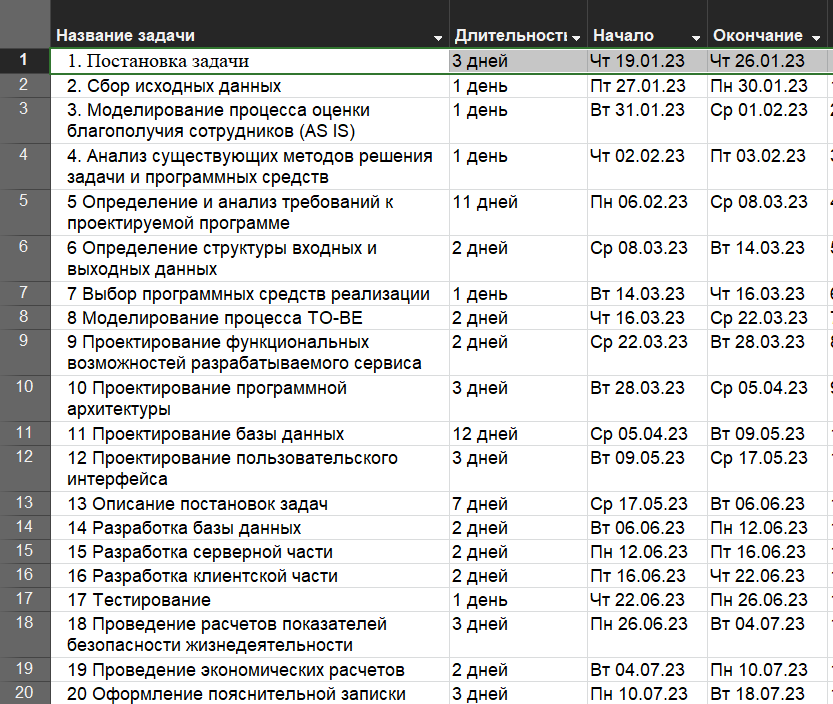 Название задачи Длительность Начало Окончание
1 1. Постановка задачи 3 дней Чт 19.01.23 Чт 26.01.23
2 2. Сбор исходных данных 1 день Пт 27.01.23 Пн 30.01.23
3 3. Моделирование процесса оценки 1 день Вт 31.01.23 Ср 01.02.23
благополучия сотрудников (AS IS)
4 4. Анализ существующих методов решения 1 день Чт 02.02.23 Пт 03.02.23
задачи и программных средств
5 5 Определение и анализ требований к 11 дней Пн 06.02.23 Ср 08.03.23
проектируемой программе
6 6 Определение структуры входных и 2 дней Ср 08.03.23 Вт 14.03.23
выходных данных
7 7 Выбор программных средств реализации 1 день Вт 14.03.23 Чт 16.03.23
8 8 Моделирование процесса TO-BE 2 дней Чт 16.03.23 Ср 22.03.23
9 9 Проектирование функциональных 2 дней Ср 22.03.23 Вт 28.03.23
возможностей разрабатываемого сервиса
10 10 Проектирование программной 3 дней Вт 28.03.23 Ср 05.04.23
архитектуры
11 11 Проектирование базы данных 12 дней Ср 05.04.23 Вт 09.05.23
12 12 Проектирование пользовательского 3 дней Вт 09.05.23 Ср 17.05.23
интерфейса
13 13 Описание постановок задач 7 дней Ср 17.05.23 Вт 06.06.23
14 14 Разработка базы данных 2 дней Вт 06.06.23 Пн 12.06.23
15 15 Разработка серверной части 2 дней Пн 12.06.23 Пт 16.06.23
16 16 Разработка клиентской части 2 дней Пт 16.06.23 Чт 22.06.23
17 17 Тестирование 1 день Чт 22.06.23 Пн 26.06.23
18 18 Проведение расчетов показателей 3 дней Пн 26.06.23 Вт 04.07.23
безопасности жизнедеятельности
19 19 Проведение экономических расчетов 2 дней Вт 04.07.23 Пн 10.07.23
20 20 Оформление пояснительной записки 3 дней Пн 10.07.23 Вт 18.07.23